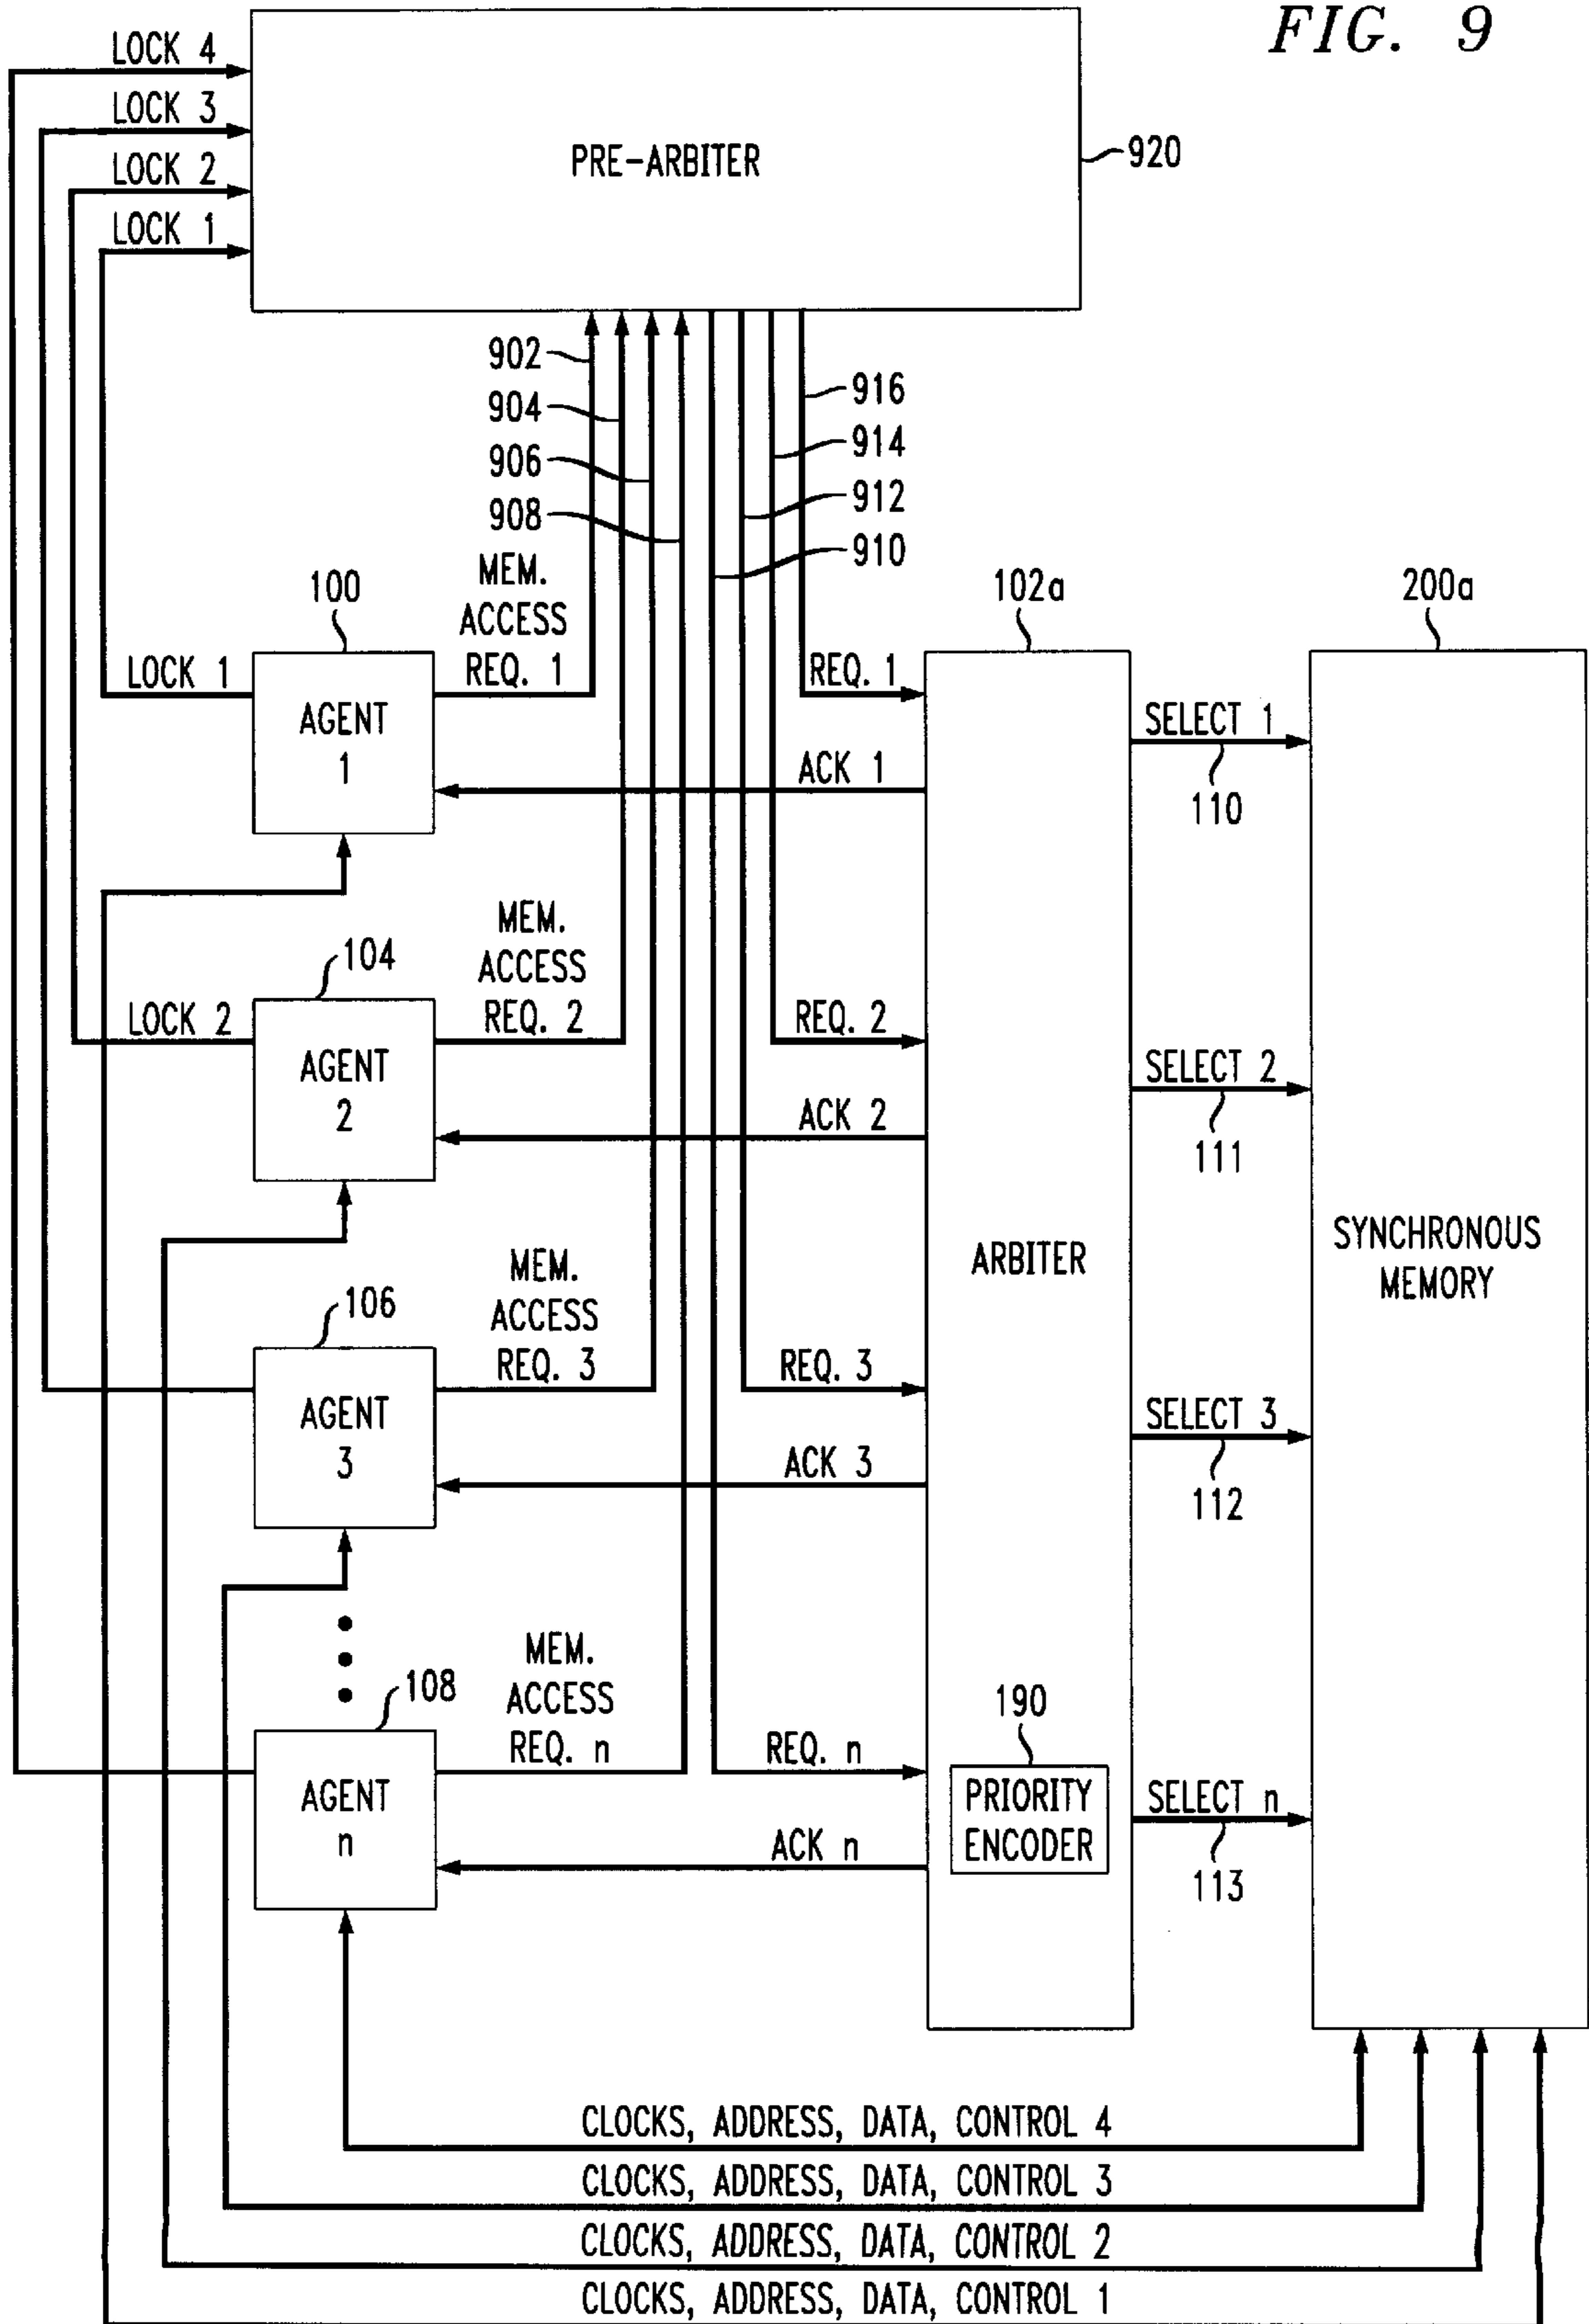 FIG. 9
LOCK 4
LOCK 3
LOCK 2
LOCK 1
PRE-ARBITER
920
902
904
906
908
916
914
912
910
100
MEM.
ACCESS
REQ. 1
LOCK 1
AGENT
1
REQ. 1
ACK 1
102a
200a
SELECT 1
110
104
MEM.
ACCESS
REQ. 2
LOCK 2
AGENT
2
REQ. 2
ACK 2
SELECT 2
111
ARBITER
SYNCHRONOUS
MEMORY
106
MEM.
ACCESS
REQ. 3
AGENT
3
REQ. 3
ACK 3
SELECT 3
112
108
MEM.
ACCESS
REQ. n
AGENT
n
REQ. n
ACK n
190
PRIORITY
ENCODER
SELECT n
113
CLOCKS, ADDRESS, DATA, CONTROL 4
CLOCKS, ADDRESS, DATA, CONTROL 3
CLOCKS, ADDRESS, DATA, CONTROL 2
CLOCKS, ADDRESS, DATA, CONTROL 1